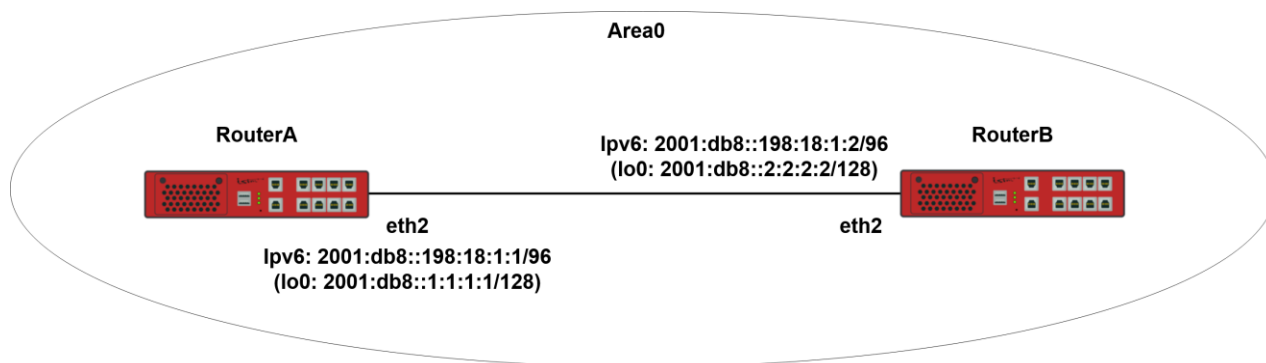 Area0
RouterA
RouterB
Ipv6: 2001:db8::198:18:1:2/96
(lo0: 2001:db8::2:2:2:2/128)
eth2
eth2
Ipv6: 2001:db8::198:18:1:1/96
(lo0: 2001:db8::1:1:1:1/128)